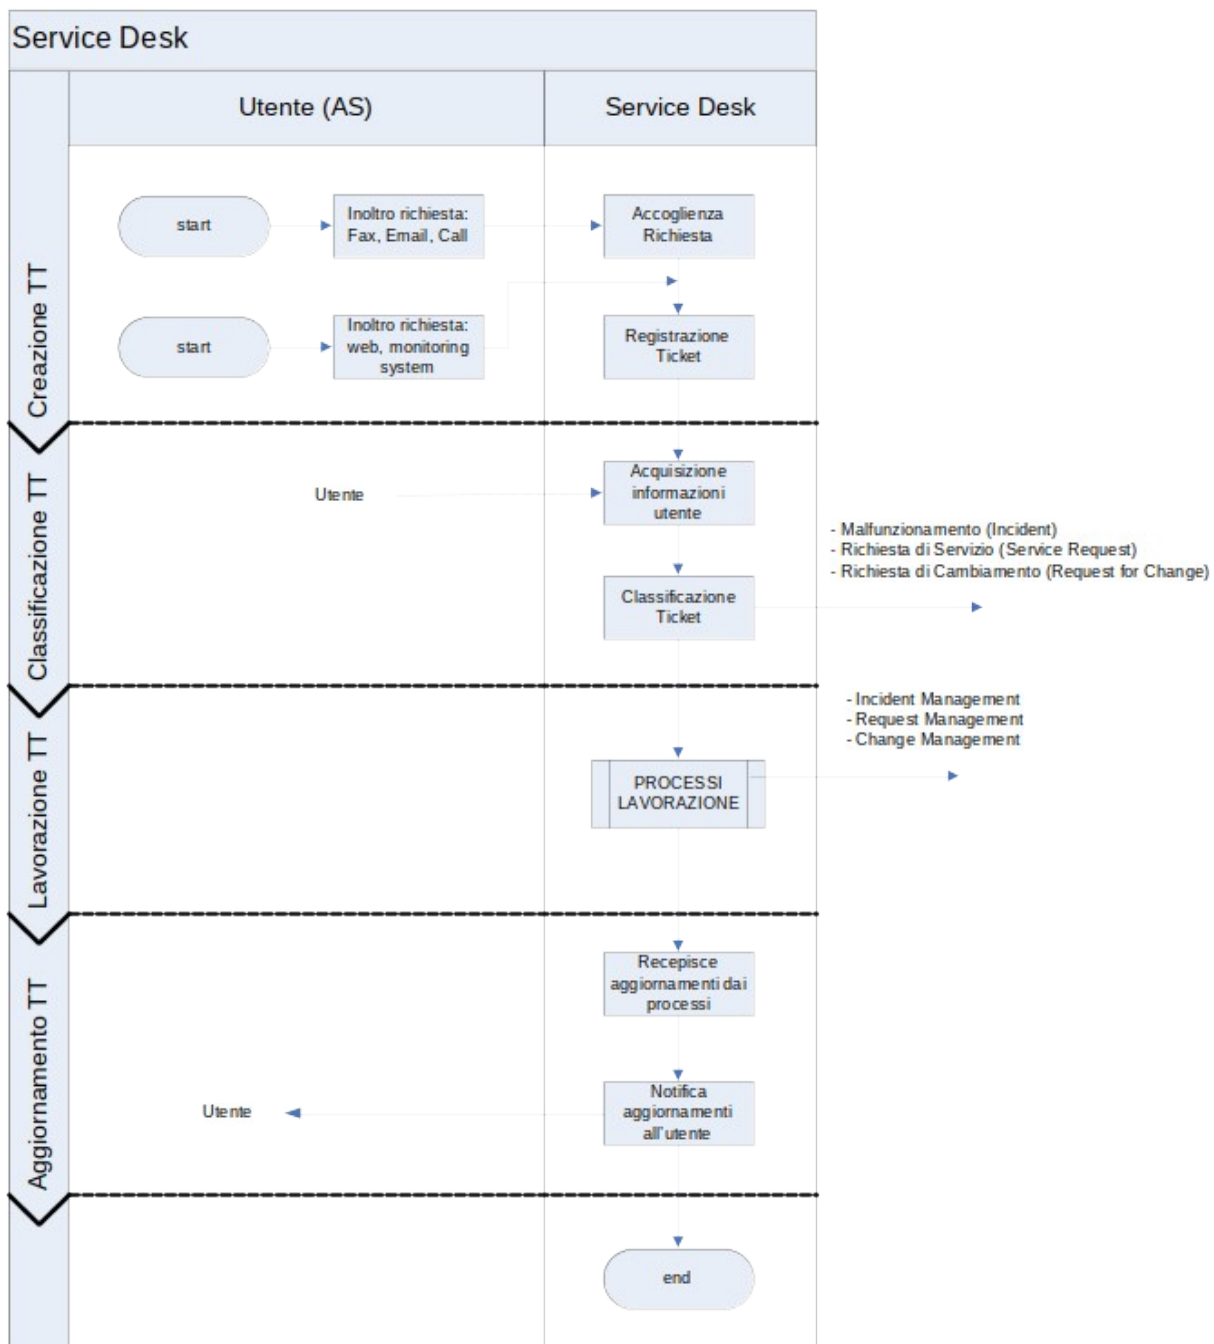 Service Desk
Utente (AS)
Service Desk
Creazione TT
start
Inoltro richiesta:
Fax, Email, Call
Accoglienza
Richiesta
start
Inoltro richiesta:
web, monitoring
system
Registrazione
Ticket
Classificazione TT
Utente
Acquisizione
informazioni
utente
- Malfunzionamento (Incident)
- Richiesta di Servizio (Service Request)
- Richiesta di Cambiamento (Request for Change)
Classificazione
Ticket
Lavorazione TT
- Incident Management
- Request Management
- Change Management
PROCESSI
LAVORAZIONE
Aggiornamento TT
Recepisce
aggiornamenti dai
processi
Utente
Notifica
aggiornamenti
all'utente
end